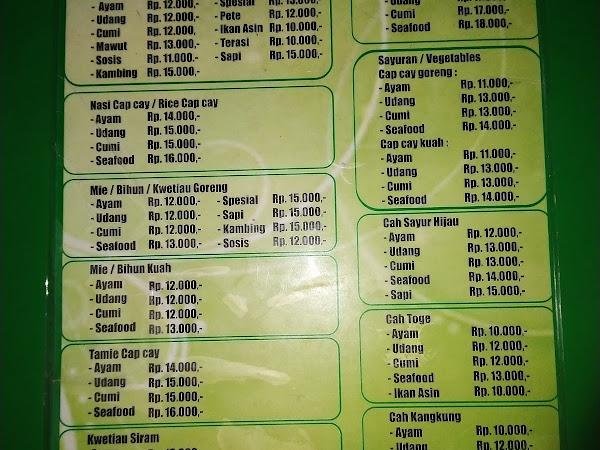 - Ayam Rp. 12.000,- - Spesial Rp. 13.000,-
- Udang Rp. 12.000,- - Pete Rp. 12.000,-
- Cumi Rp. 12.000,- - Ikan Asin Rp. 10.000,-
- Mawut Rp. 13.000,- - Terasi Rp. 10.000,-
- Sosis Rp. 11.000,- - Sapi Rp. 15.000,-
- Kambing Rp. 15.000,-
Nasi Cap cay / Rice Cap cay
- Ayam Rp. 14.000,-
- Udang Rp. 15.000,-
- Cumi Rp. 15.000,-
- Seafood Rp. 16.000,-
Mie / Bihun / Kwetiau Goreng
- Ayam Rp. 12.000,- - Spesial Rp. 15.000,-
- Udang Rp. 12.000,- - Sapi Rp. 15.000,-
- Cumi Rp. 12.000,- - Kambing Rp. 15.000,-
- Seafood Rp. 13.000,- - Sosis Rp. 12.000,-
Mie / Bihun Kuah
- Ayam Rp. 12.000,-
- Udang Rp. 12.000,-
- Cumi Rp. 12.000,-
- Seafood Rp. 13.000,-
Tamie Cap cay
- Ayam Rp. 14.000,-
- Udang Rp. 15.000,-
- Cumi Rp. 15.000,-
- Seafood Rp. 16.000,-
Kwetiau Siram
- Udang
- Cumi Rp. 17.000,-
- Seafood Rp. 18.000,-
Sayuran / Vegetables
Cap cay goreng :
- Ayam Rp. 11.000,-
- Udang Rp. 13.000,-
- Cumi Rp. 13.000,-
- Seafood Rp. 14.000,-
Cap cay kuah :
- Ayam Rp. 11.000,-
- Udang Rp. 13.000,-
- Cumi Rp. 13.000,-
- Seafood Rp. 14.000,-
Cah Sayur Hijau
- Ayam Rp. 12.000,-
- Udang Rp. 13.000,-
- Cumi Rp. 13.000,-
- Seafood Rp. 14.000,-
- Sapi Rp. 15.000,-
Cah Toge
- Ayam Rp. 10.000,-
- Udang Rp. 12.000,-
- Cumi Rp. 12.000,-
- Seafood Rp. 13.000,-
- Ikan Asin Rp. 10.000,-
Cah Kangkung
- Ayam Rp. 10.000,-
- Udang Rp. 12.000,-
- Cumi Rp. 12.000,-